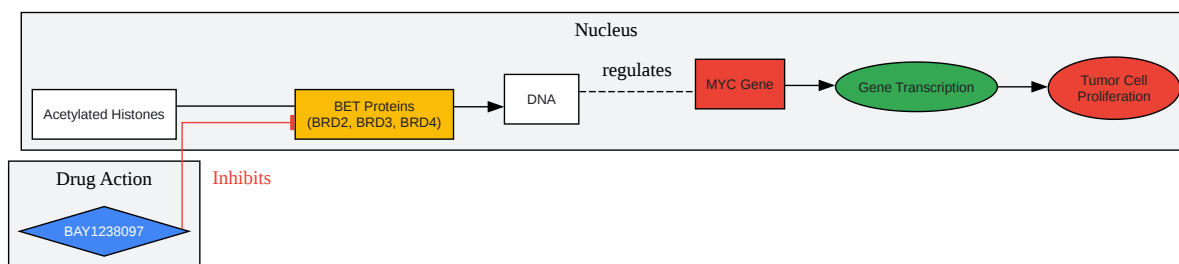 Nucleus
regulates
Acetylated Histones
BET Proteins
(BRD2, BRD3, BRD4)
DNA
MYC Gene
Gene Transcription
Tumor Cell
Proliferation
Drug Action
Inhibits
BAY1238097